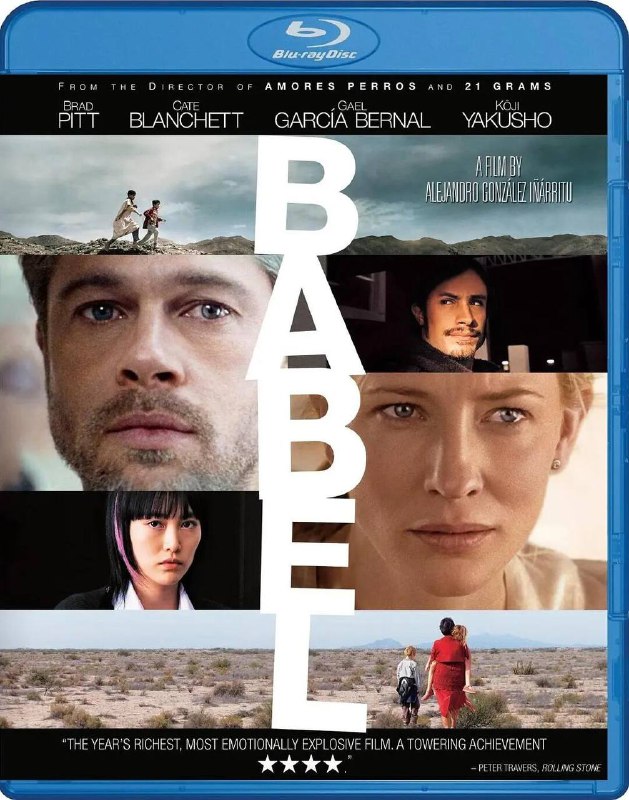 Blu-ray Disc
FROM THE DIRECTOR OF AMORES PERROS AND 21 GRAMS
BRAD PITT
CATE BLANCHETT
GAEL GARCÍA BERNAL
KŌJI YAKUSHO
A FILM BY
ALEJANDRO GONZÁLEZ IÑÁRRITU
BABEL
"THE YEAR'S RICHEST, MOST EMOTIONALLY EXPLOSIVE FILM. A TOWERING ACHIEVEMENT
★★★★."
– PETER TRAVERS, ROLLING STONE